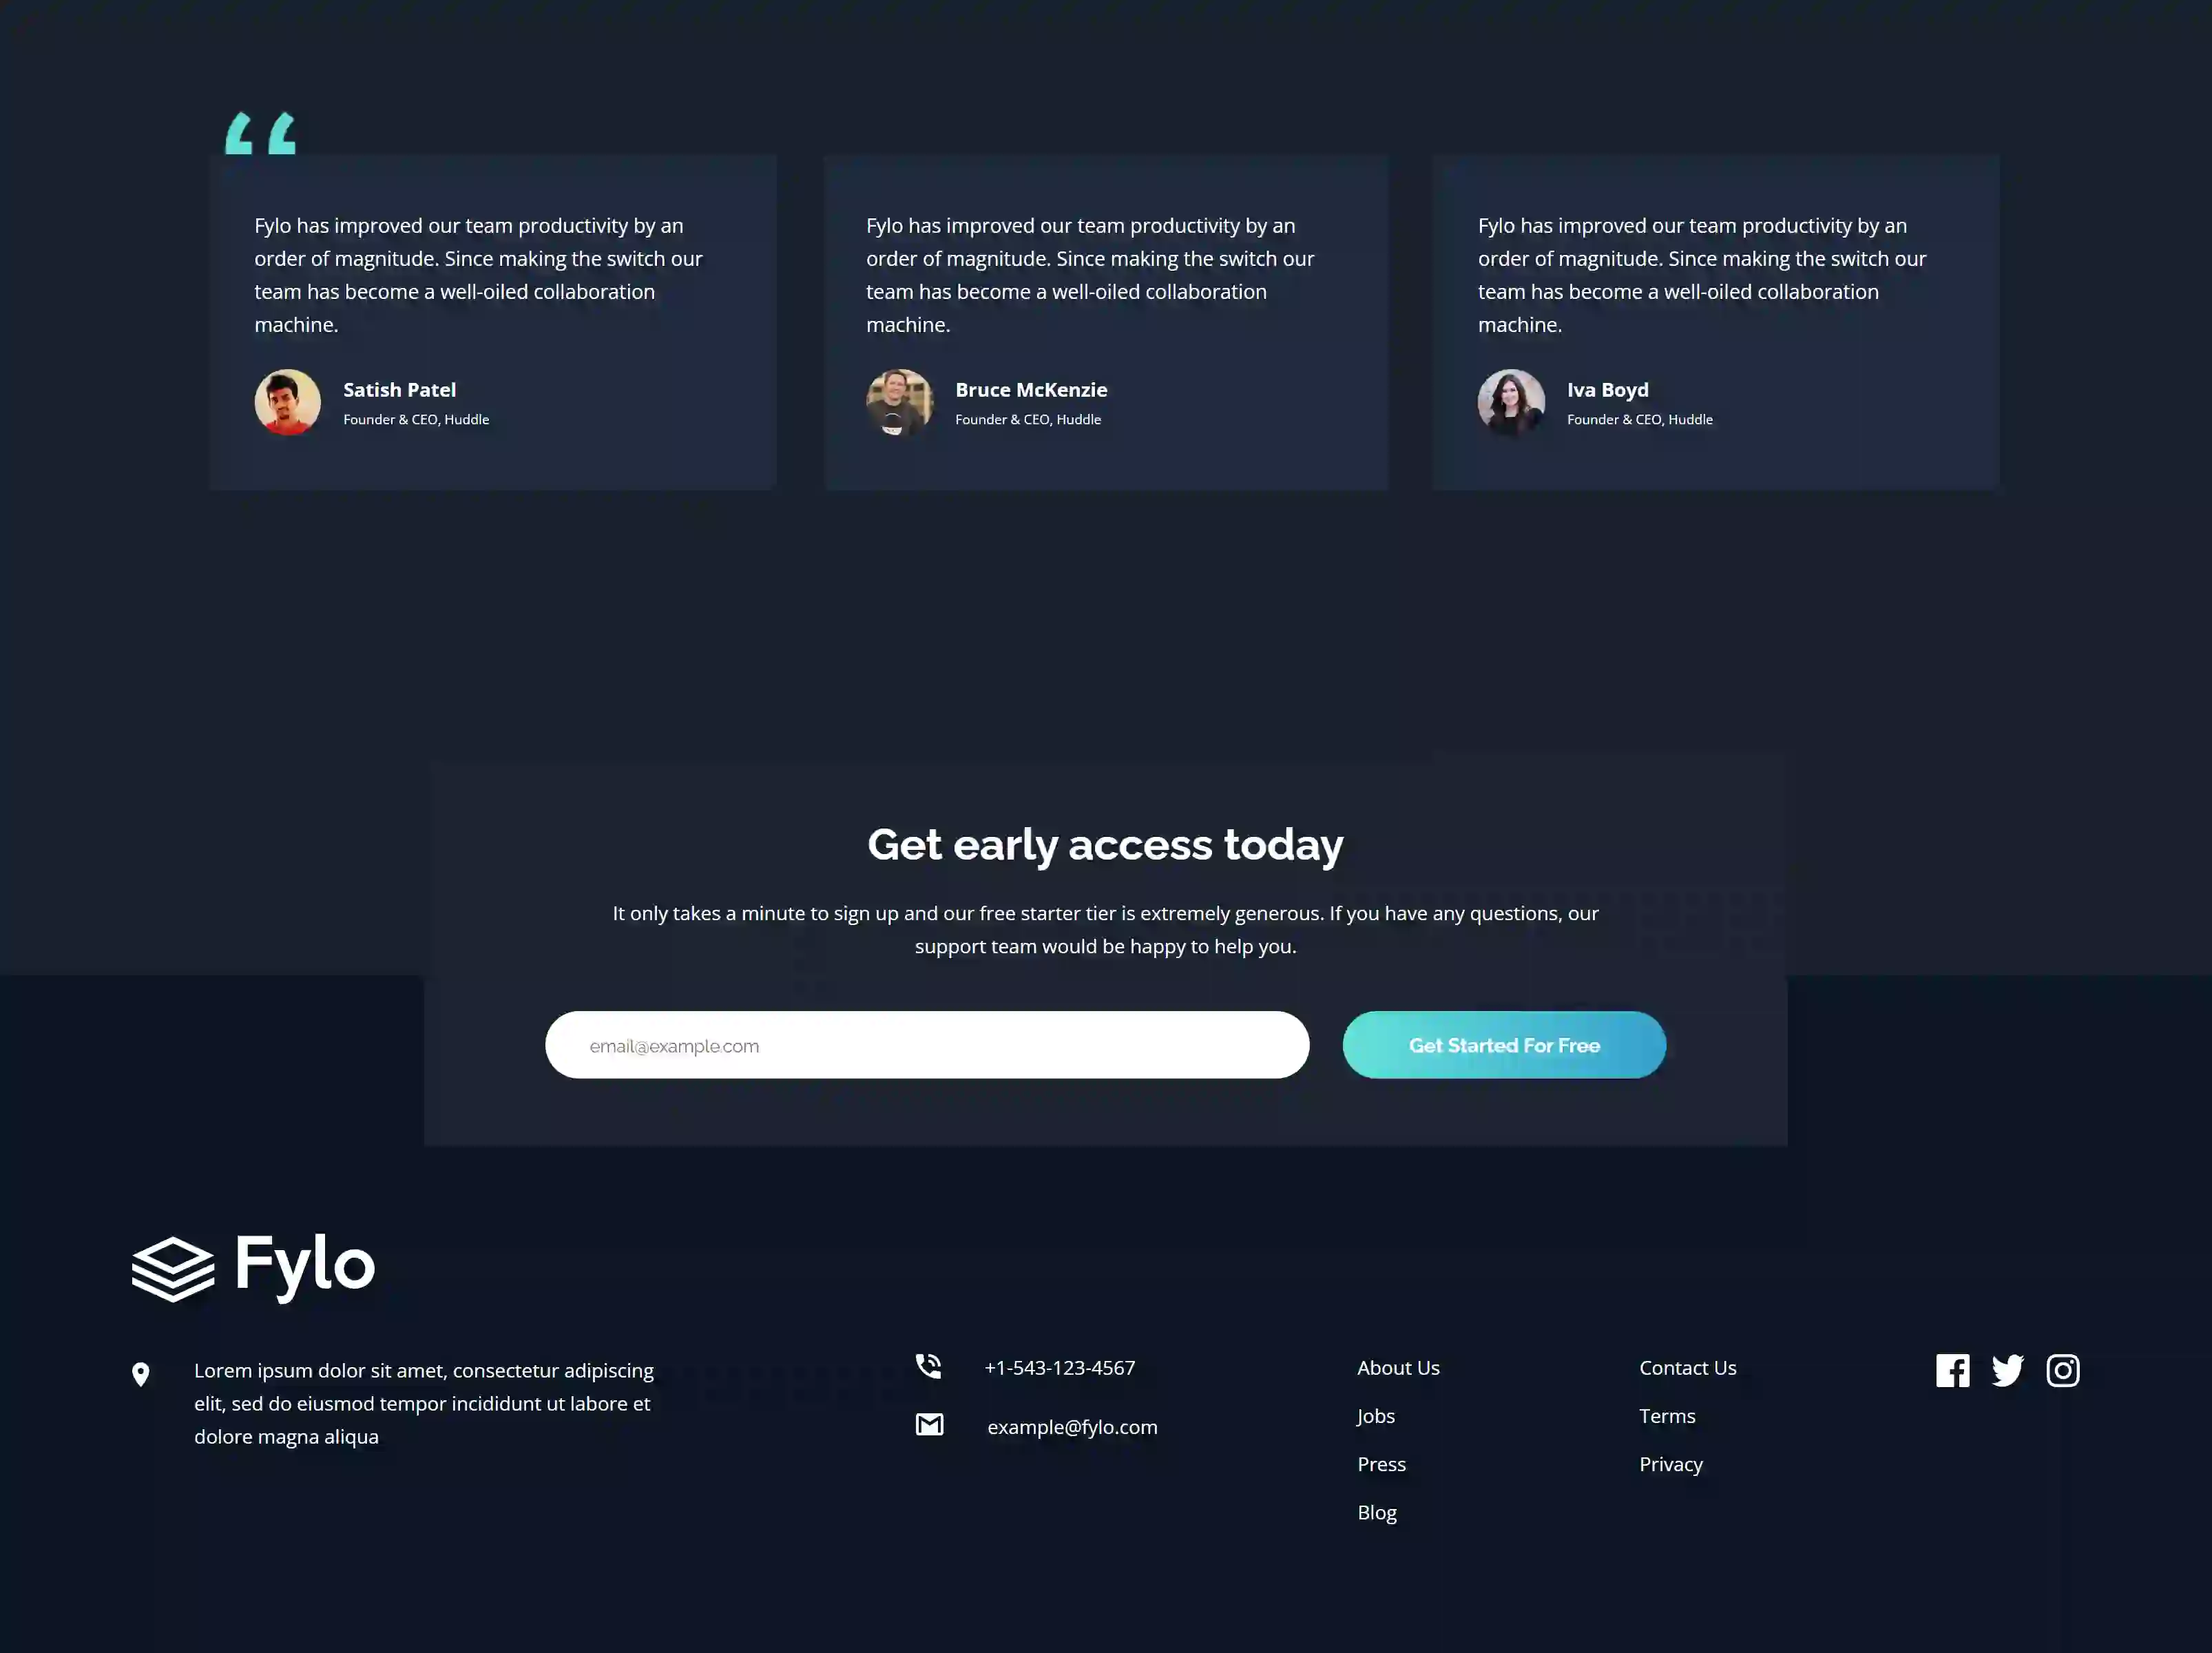 Fylo has improved our team productivity by an
order of magnitude. Since making the switch our
team has become a well-oiled collaboration
machine.
Satish Patel
Founder & CEO, Huddle
Fylo has improved our team productivity by an
order of magnitude. Since making the switch our
team has become a well-oiled collaboration
machine.
Bruce McKenzie
Founder & CEO, Huddle
Fylo has improved our team productivity by an
order of magnitude. Since making the switch our
team has become a well-oiled collaboration
machine.
Iva Boyd
Founder & CEO, Huddle
Get early access today
It only takes a minute to sign up and our free starter tier is extremely generous. If you have any questions, our
support team would be happy to help you.
email@example.com
Get Started For Free
Fylo
Lorem ipsum dolor sit amet, consectetur adipiscing
elit, sed do eiusmod tempor incididunt ut labore et
dolore magna aliqua
+1-543-123-4567
example@fylo.com
About Us
Jobs
Press
Blog
Contact Us
Terms
Privacy